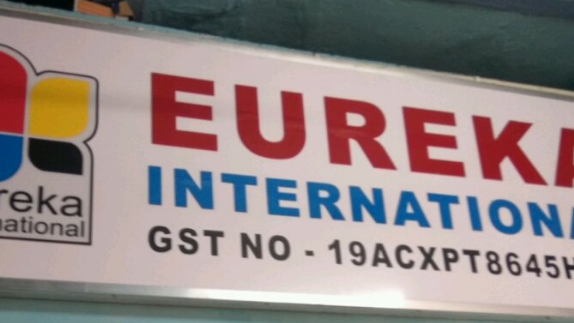 EUREKA
INTERNATIONA
GST NO - 19ACXPT8645H
reka
national